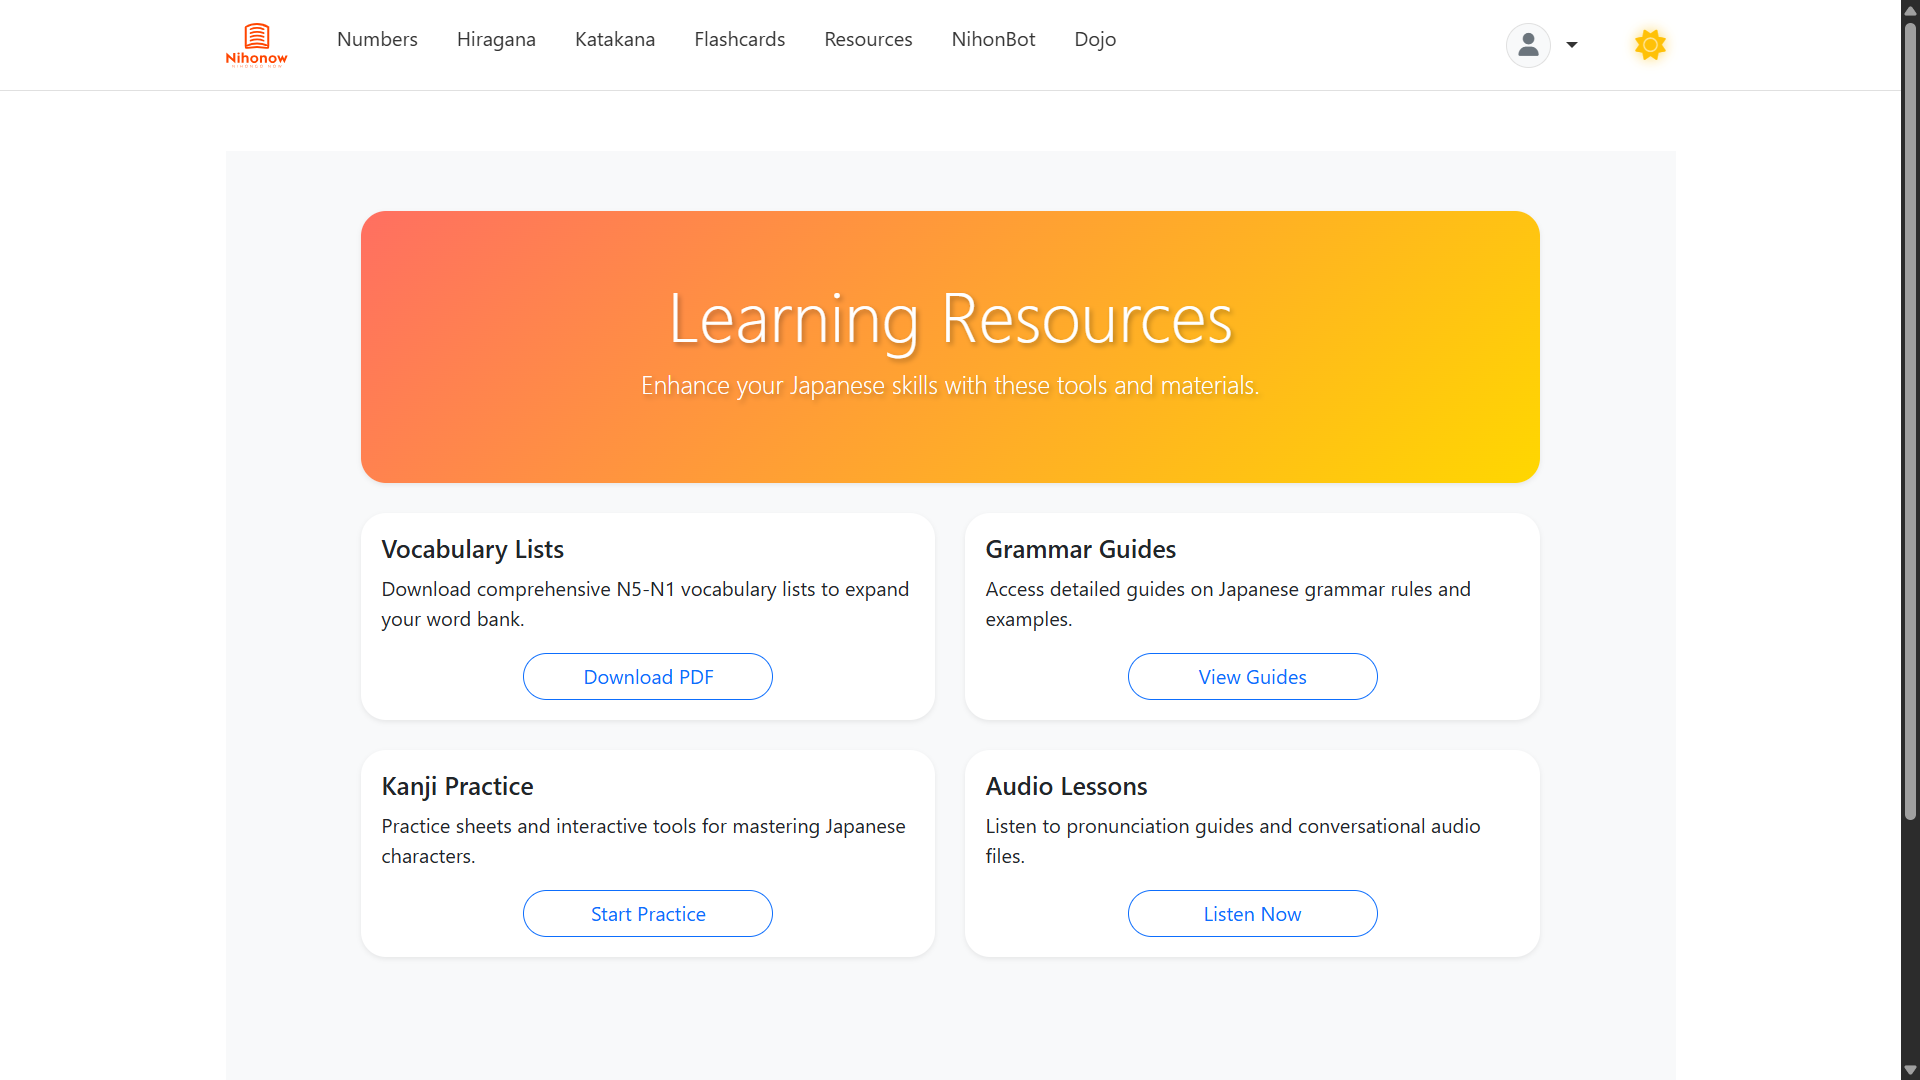 Nihonow
Numbers
Hiragana
Katakana
Flashcards
Resources
NihonBot
Dojo
Learning Resources
Enhance your Japanese skills with these tools and materials.
Vocabulary Lists
Download comprehensive N5-N1 vocabulary lists to expand
your word bank.
Download PDF
Grammar Guides
Access detailed guides on Japanese grammar rules and
examples.
View Guides
Kanji Practice
Practice sheets and interactive tools for mastering Japanese
characters.
Start Practice
Audio Lessons
Listen to pronunciation guides and conversational audio
files.
Listen Now